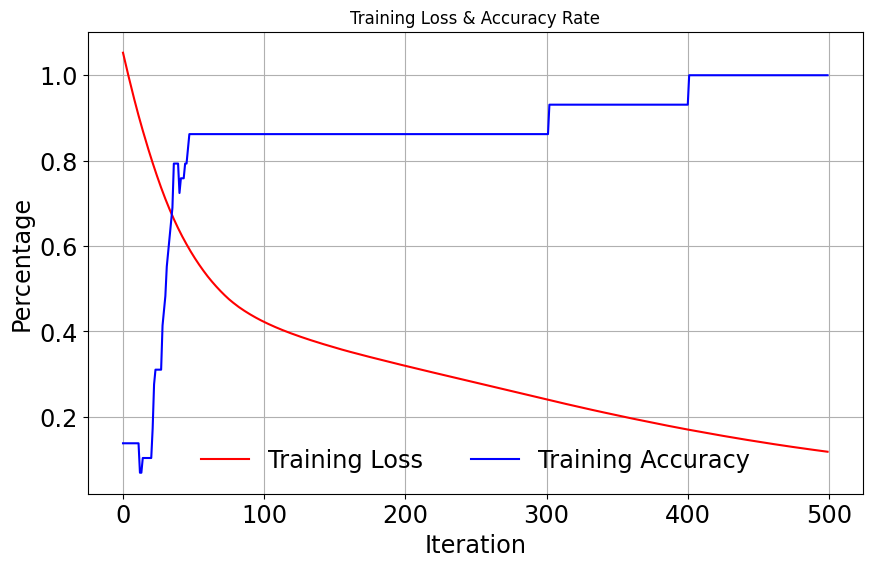 Training Loss & Accuracy Rate
Percentage
1.0
0.8
0.6
0.4
0.2
Training Loss Training Accuracy
0 100 200 300 400 500
Iteration